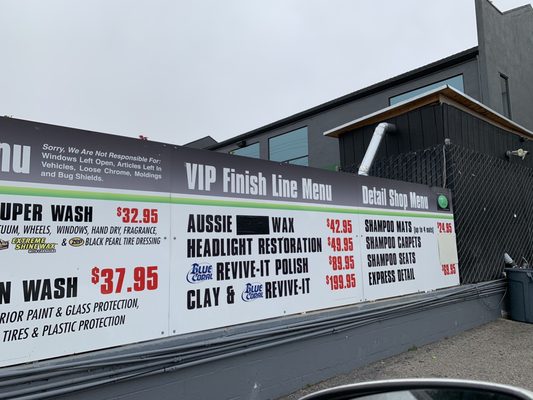 nu
Sorry, We Are Not Responsible For:
Windows Left Open, Articles Left In
Vehicles, Loose Chrome, Moldings
and Bug Shields.
UPER WASH $32.95
CUUM, WHEELS, WINDOWS, HAND DRY, FRAGRANCE,
EXTREME SHINE WAX & ZEP BLACK PEARL TIRE DRESSING
N WASH $37.95
RIOR PAINT & GLASS PROTECTION,
TIRES & PLASTIC PROTECTION
VIP Finish Line Menu
AUSSIE WAX $42.95
HEADLIGHT RESTORATION $49.95
BLUE CORAL REVIVE-IT POLISH $89.95
CLAY & BLUE CORAL REVIVE-IT $199.95
Detail Shop Menu
SHAMPOO MATS (up to 4) $24.95
SHAMPOO CARPETS
SHAMPOO SEATS
EXPRESS DETAIL 9.95